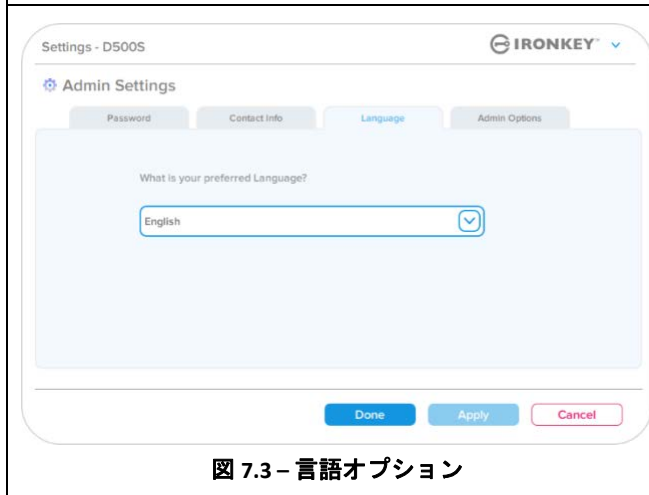 Settings - D500S
IRONKEY™
Admin Settings
Password
Contact Info
Language
Admin Options
What is your preferred Language?
English
Done
Apply
Cancel
図 7.3 – 言語オプション